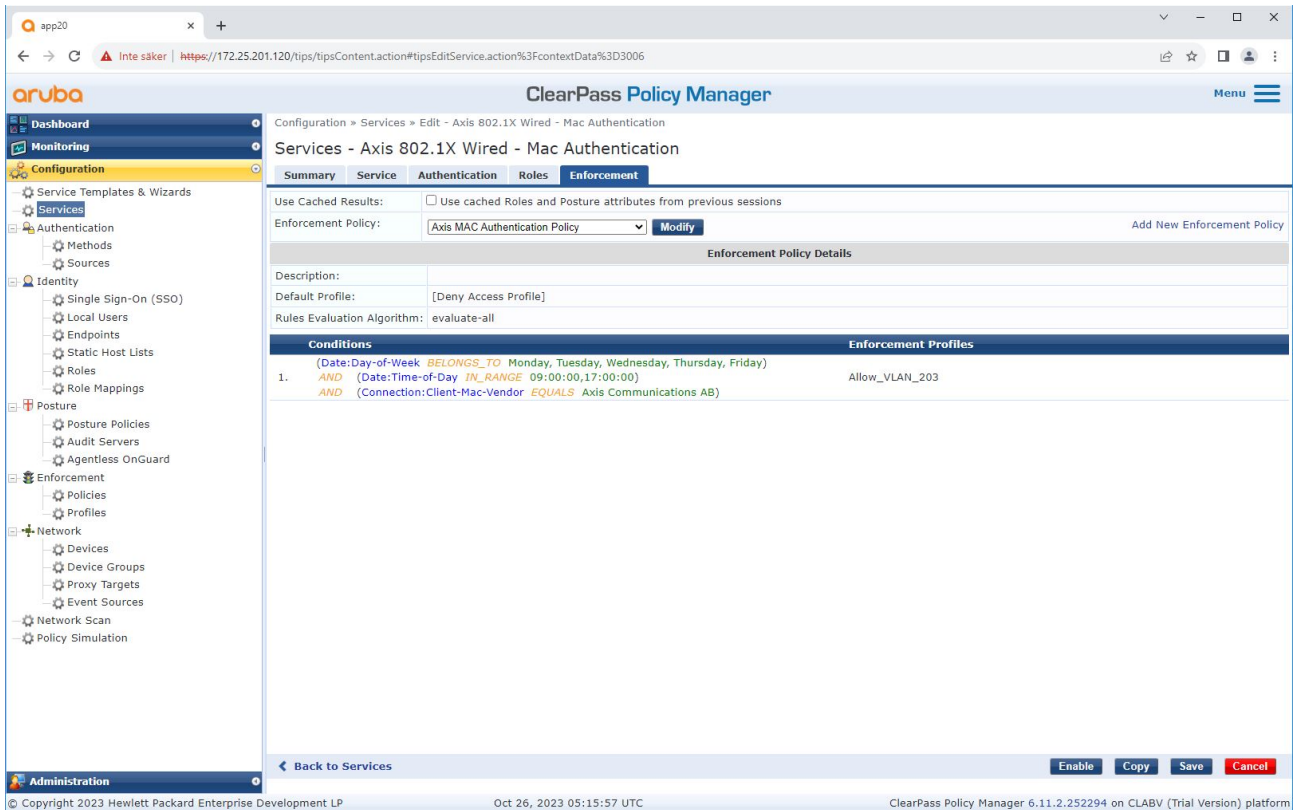 app20
Inte säker | https://172.25.201.120/tips/tipsContent.action#tipsEditService.action%3FcontextData%3D3006
aruba
ClearPass Policy Manager
Menu
Dashboard
Monitoring
Configuration
Service Templates & Wizards
Services
Authentication
Methods
Sources
Identity
Single Sign-On (SSO)
Local Users
Endpoints
Static Host Lists
Roles
Role Mappings
Posture
Posture Policies
Audit Servers
Agentless OnGuard
Enforcement
Policies
Profiles
Network
Devices
Device Groups
Proxy Targets
Event Sources
Network Scan
Policy Simulation
Administration
Configuration » Services » Edit - Axis 802.1X Wired - Mac Authentication
Services - Axis 802.1X Wired - Mac Authentication
Summary Service Authentication Roles Enforcement
Use Cached Results: Use cached Roles and Posture attributes from previous sessions
Enforcement Policy: Axis MAC Authentication Policy Modify Add New Enforcement Policy
Enforcement Policy Details
Description:
Default Profile: [Deny Access Profile]
Rules Evaluation Algorithm: evaluate-all
Conditions Enforcement Profiles
(Date:Day-of-Week BELONGS_TO Monday, Tuesday, Wednesday, Thursday, Friday)
1. AND (Date:Time-of-Day IN_RANGE 09:00:00,17:00:00) Allow_VLAN_203
AND (Connection:Client-Mac-Vendor EQUALS Axis Communications AB)
Back to Services Enable Copy Save Cancel
© Copyright 2023 Hewlett Packard Enterprise Development LP Oct 26, 2023 05:15:57 UTC ClearPass Policy Manager 6.11.2.252294 on CLABV (Trial Version) platform